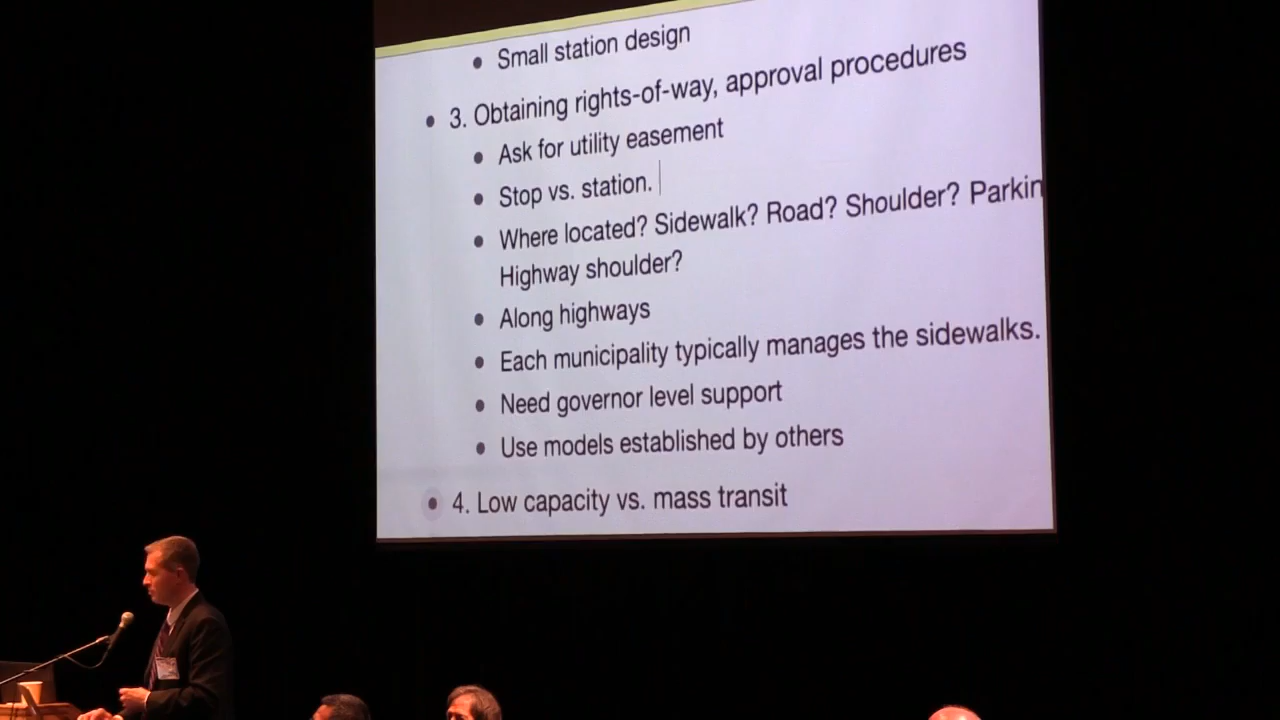 • Small station design
• 3. Obtaining rights-of-way, approval procedures
• Ask for utility easement
• Stop vs. station.
• Where located? Sidewalk? Road? Shoulder? Parkin
Highway shoulder?
• Along highways
• Each municipality typically manages the sidewalks.
• Need governor level support
• Use models established by others
• 4. Low capacity vs. mass transit